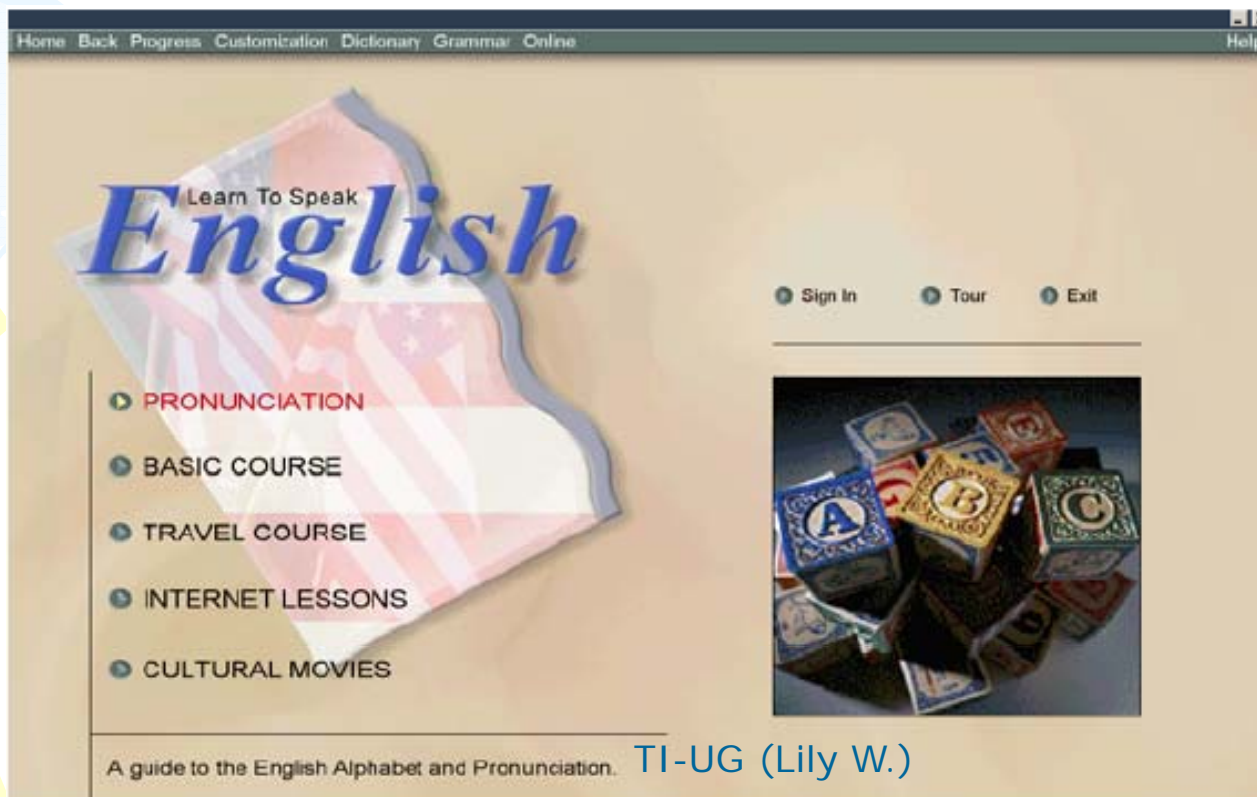 Home Back Progress Customization Dictionary Grammar Online Help
Learn To Speak
English
Sign In Tour Exit
PRONUNCIATION
BASIC COURSE
TRAVEL COURSE
INTERNET LESSONS
CULTURAL MOVIES
A B C
A guide to the English Alphabet and Pronunciation. TI-UG (Lily W.)